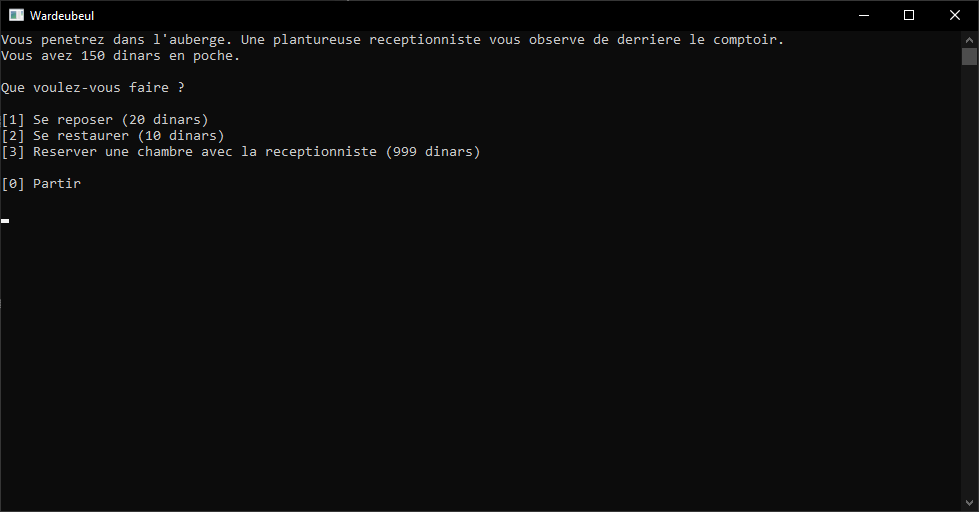 Wardeubeul
Vous penetrez dans l'auberge. Une plantureuse receptionniste vous observe de derriere le comptoir.
Vous avez 150 dinars en poche.
Que voulez-vous faire ?
[1] Se reposer (20 dinars)
[2] Se restaurer (10 dinars)
[3] Reserver une chambre avec la receptionniste (999 dinars)
[0] Partir